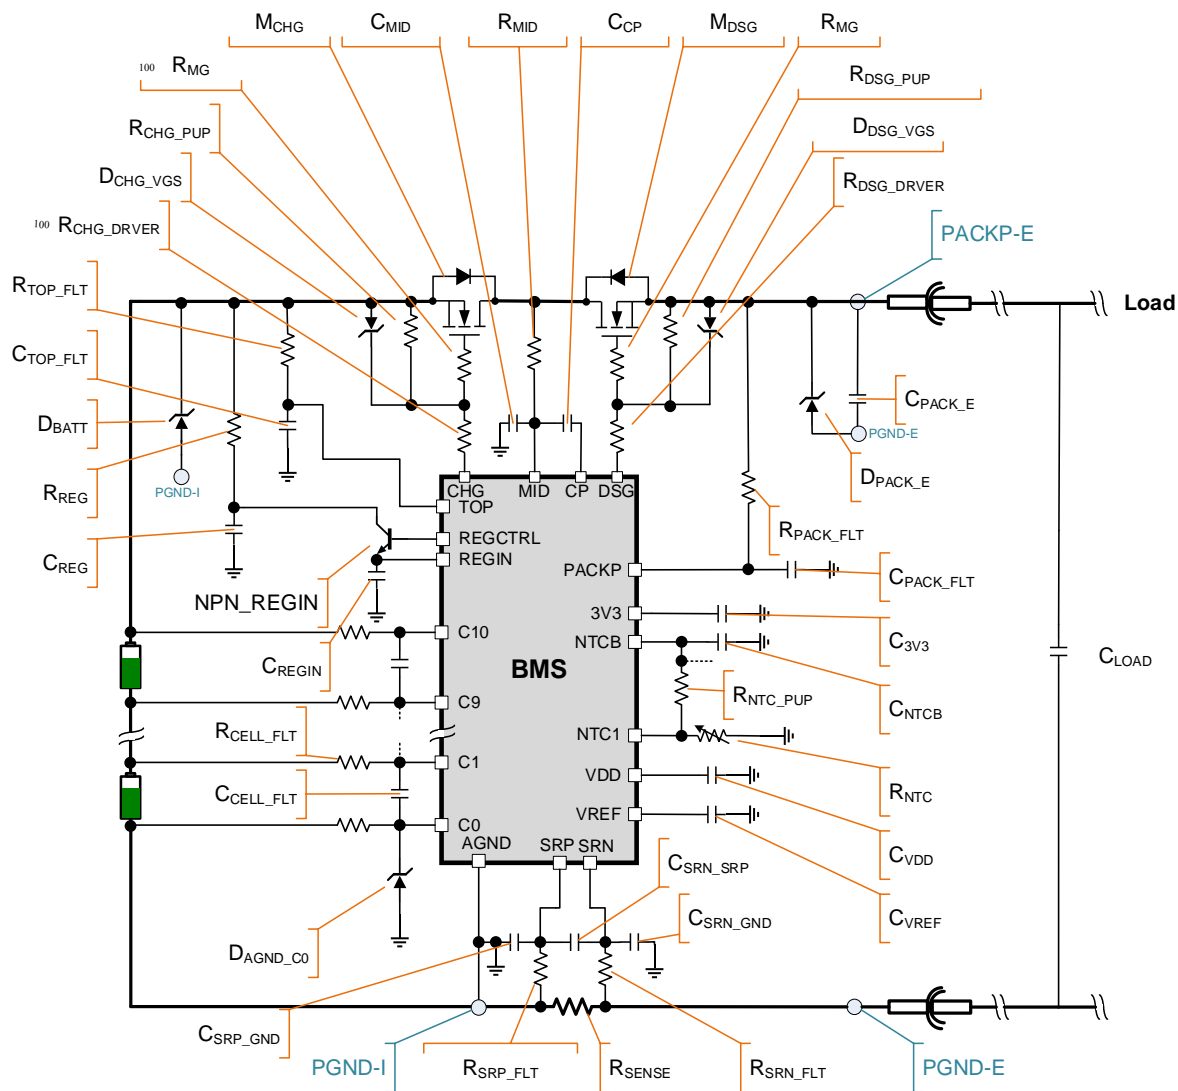 MCHG CMID RMID CCP MDSG RMG
100 RMG RDSG_PUP
RCHG_PUP DDSG_VGS
DCHG_VGS RDSG_DRVER
100 RCHG_DRVER PACKP-E
RTOP_FLT Load
CTOP_FLT
DBATT CPACK_E
PGND-E
RREG PGND-I CHG MID CP DSG DPACK_E
TOP
REGCTRL RPACK_FLT
CREG REGIN PACKP CPACK_FLT
NPN_REGIN
3V3
C10 NTCB C3V3
CREGIN BMS CLOAD
C9 RNTC_PUP CNTCB
RCELL_FLT NTC1
C1 VDD RNTC
CCELL_FLT
C0 VREF
AGND SRP SRN CVDD
CSRN_SRP
CSRN_GND CVREF
DAGND_C0
CSRP_GND
PGND-I RSRP_FLT RSENSE RSRN_FLT PGND-E